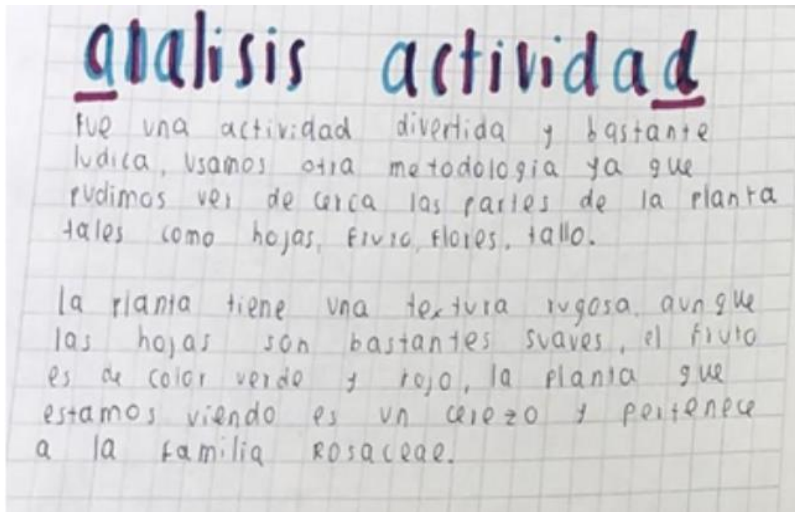 analisis actividad
Fue una actividad divertida y bastante
ludica, usamos otra metodologia ya que
pudimos ver de cerca las partes de la planta
tales como hojas, fruto, flores, tallo.
La planta tiene una textura rugosa, aunque
las hojas son bastantes suaves, el fruto
es de color verde y rojo, la planta que
estamos viendo es un cerezo y pertenece
a la familia Rosaceae.